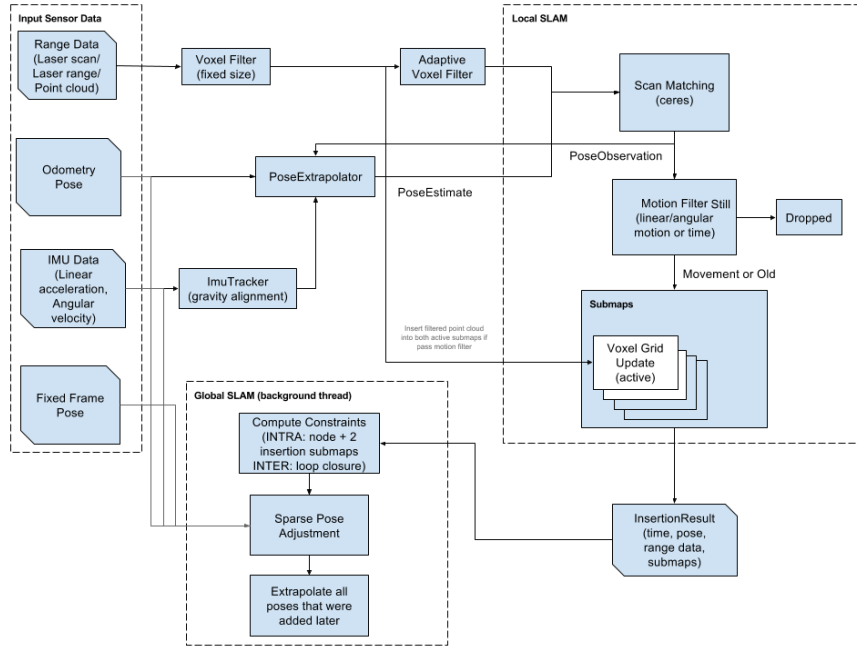 Input Sensor Data
Range Data
(Laser scan/
Laser range/
Point cloud)
Odometry
Pose
IMU Data
(Linear
acceleration,
Angular
velocity)
Fixed Frame
Pose
Voxel Filter
(fixed size)
Adaptive
Voxel Filter
PoseExtrapolator
PoseEstimate
ImuTracker
(gravity alignment)
Insert filtered point cloud
into both active submaps if
pass motion filter
Local SLAM
Scan Matching
(ceres)
PoseObservation
Motion Filter
(linear/angular
motion or time)
Still
Dropped
Movement or Old
Submaps
Voxel Grid
Update
(active)
InsertionResult
(time, pose,
range data,
submaps)
Global SLAM (background thread)
Compute Constraints
(INTRA: node + 2
insertion submaps
INTER: loop closure)
Sparse Pose
Adjustment
Extrapolate all
poses that were
added later